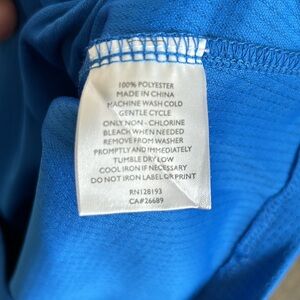 100% POLYESTER
MADE IN CHINA
MACHINE WASH COLD
GENTLE CYCLE
ONLY NON-CHLORINE
BLEACH WHEN NEEDED
REMOVE FROM WASHER
PROMPTLY AND IMMEDIATELY
TUMBLE DRY LOW
COOL IRON IF NECESSARY
DO NOT IRON LABEL OR PRINT
RN128193
CA#26689